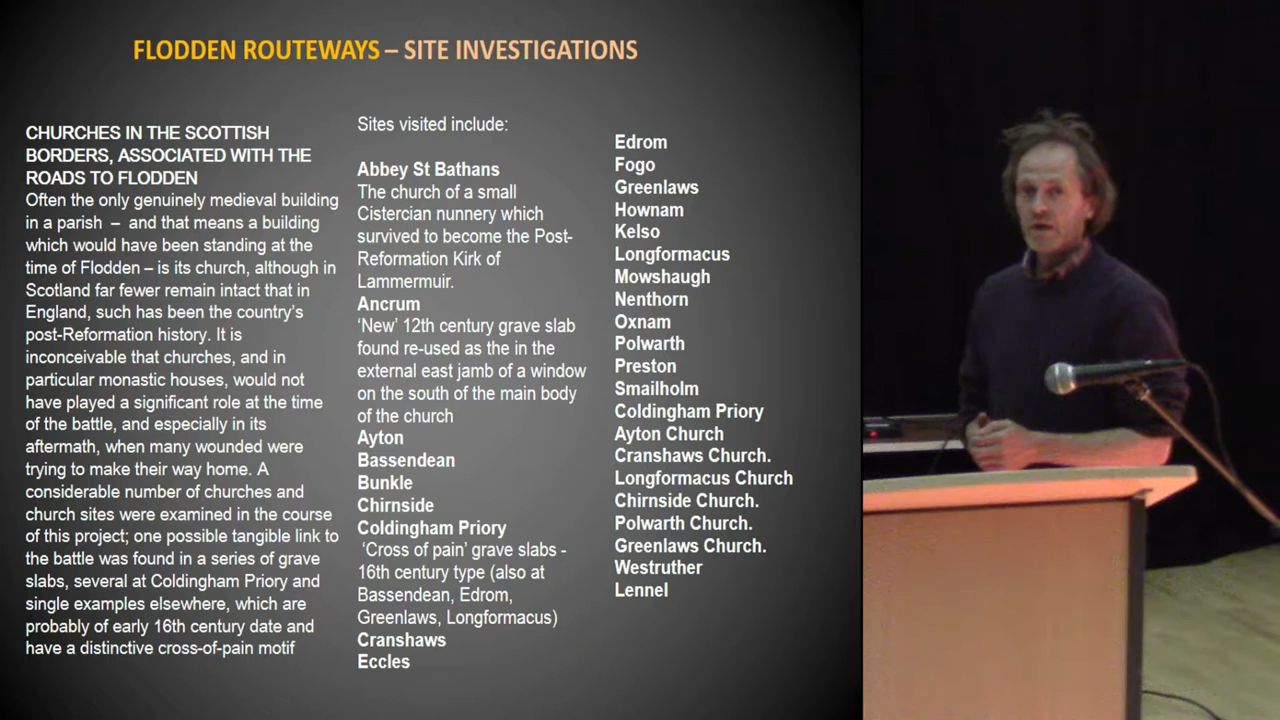 FLODDEN ROUTEWAYS – SITE INVESTIGATIONS
CHURCHES IN THE SCOTTISH
BORDERS, ASSOCIATED WITH THE
ROADS TO FLODDEN
Often the only genuinely medieval building
in a parish – and that means a building
which would have been standing at the
time of Flodden – is its church, although in
Scotland far fewer remain intact that in
England, such has been the country's
post-Reformation history. It is
inconceivable that churches, and in
particular monastic houses, would not
have played a significant role at the time
of the battle, and especially in its
aftermath, when many wounded were
trying to make their way home. A
considerable number of churches and
church sites were examined in the course
of this project; one possible tangible link to
the battle was found in a series of grave
slabs, several at Coldingham Priory and
single examples elsewhere, which are
probably of early 16th century date and
have a distinctive cross-of-pain motif
Sites visited include:
Abbey St Bathans
The church of a small
Cistercian nunnery which
survived to become the Post-
Reformation Kirk of
Lammermuir.
Ancrum
‘New’ 12th century grave slab
found re-used as the in the
external east jamb of a window
on the south of the main body
of the church
Ayton
Bassendean
Bunkle
Chirnside
Coldingham Priory
‘Cross of pain’ grave slabs -
16th century type (also at
Bassendean, Edrom,
Greenlaws, Longformacus)
Cranshaws
Eccles
Edrom
Fogo
Greenlaws
Hownam
Kelso
Longformacus
Mowshaugh
Nenthorn
Oxnam
Polwarth
Preston
Smailholm
Coldingham Priory
Ayton Church
Cranshaws Church.
Longformacus Church
Chirnside Church.
Polwarth Church.
Greenlaws Church.
Westruther
Lennel